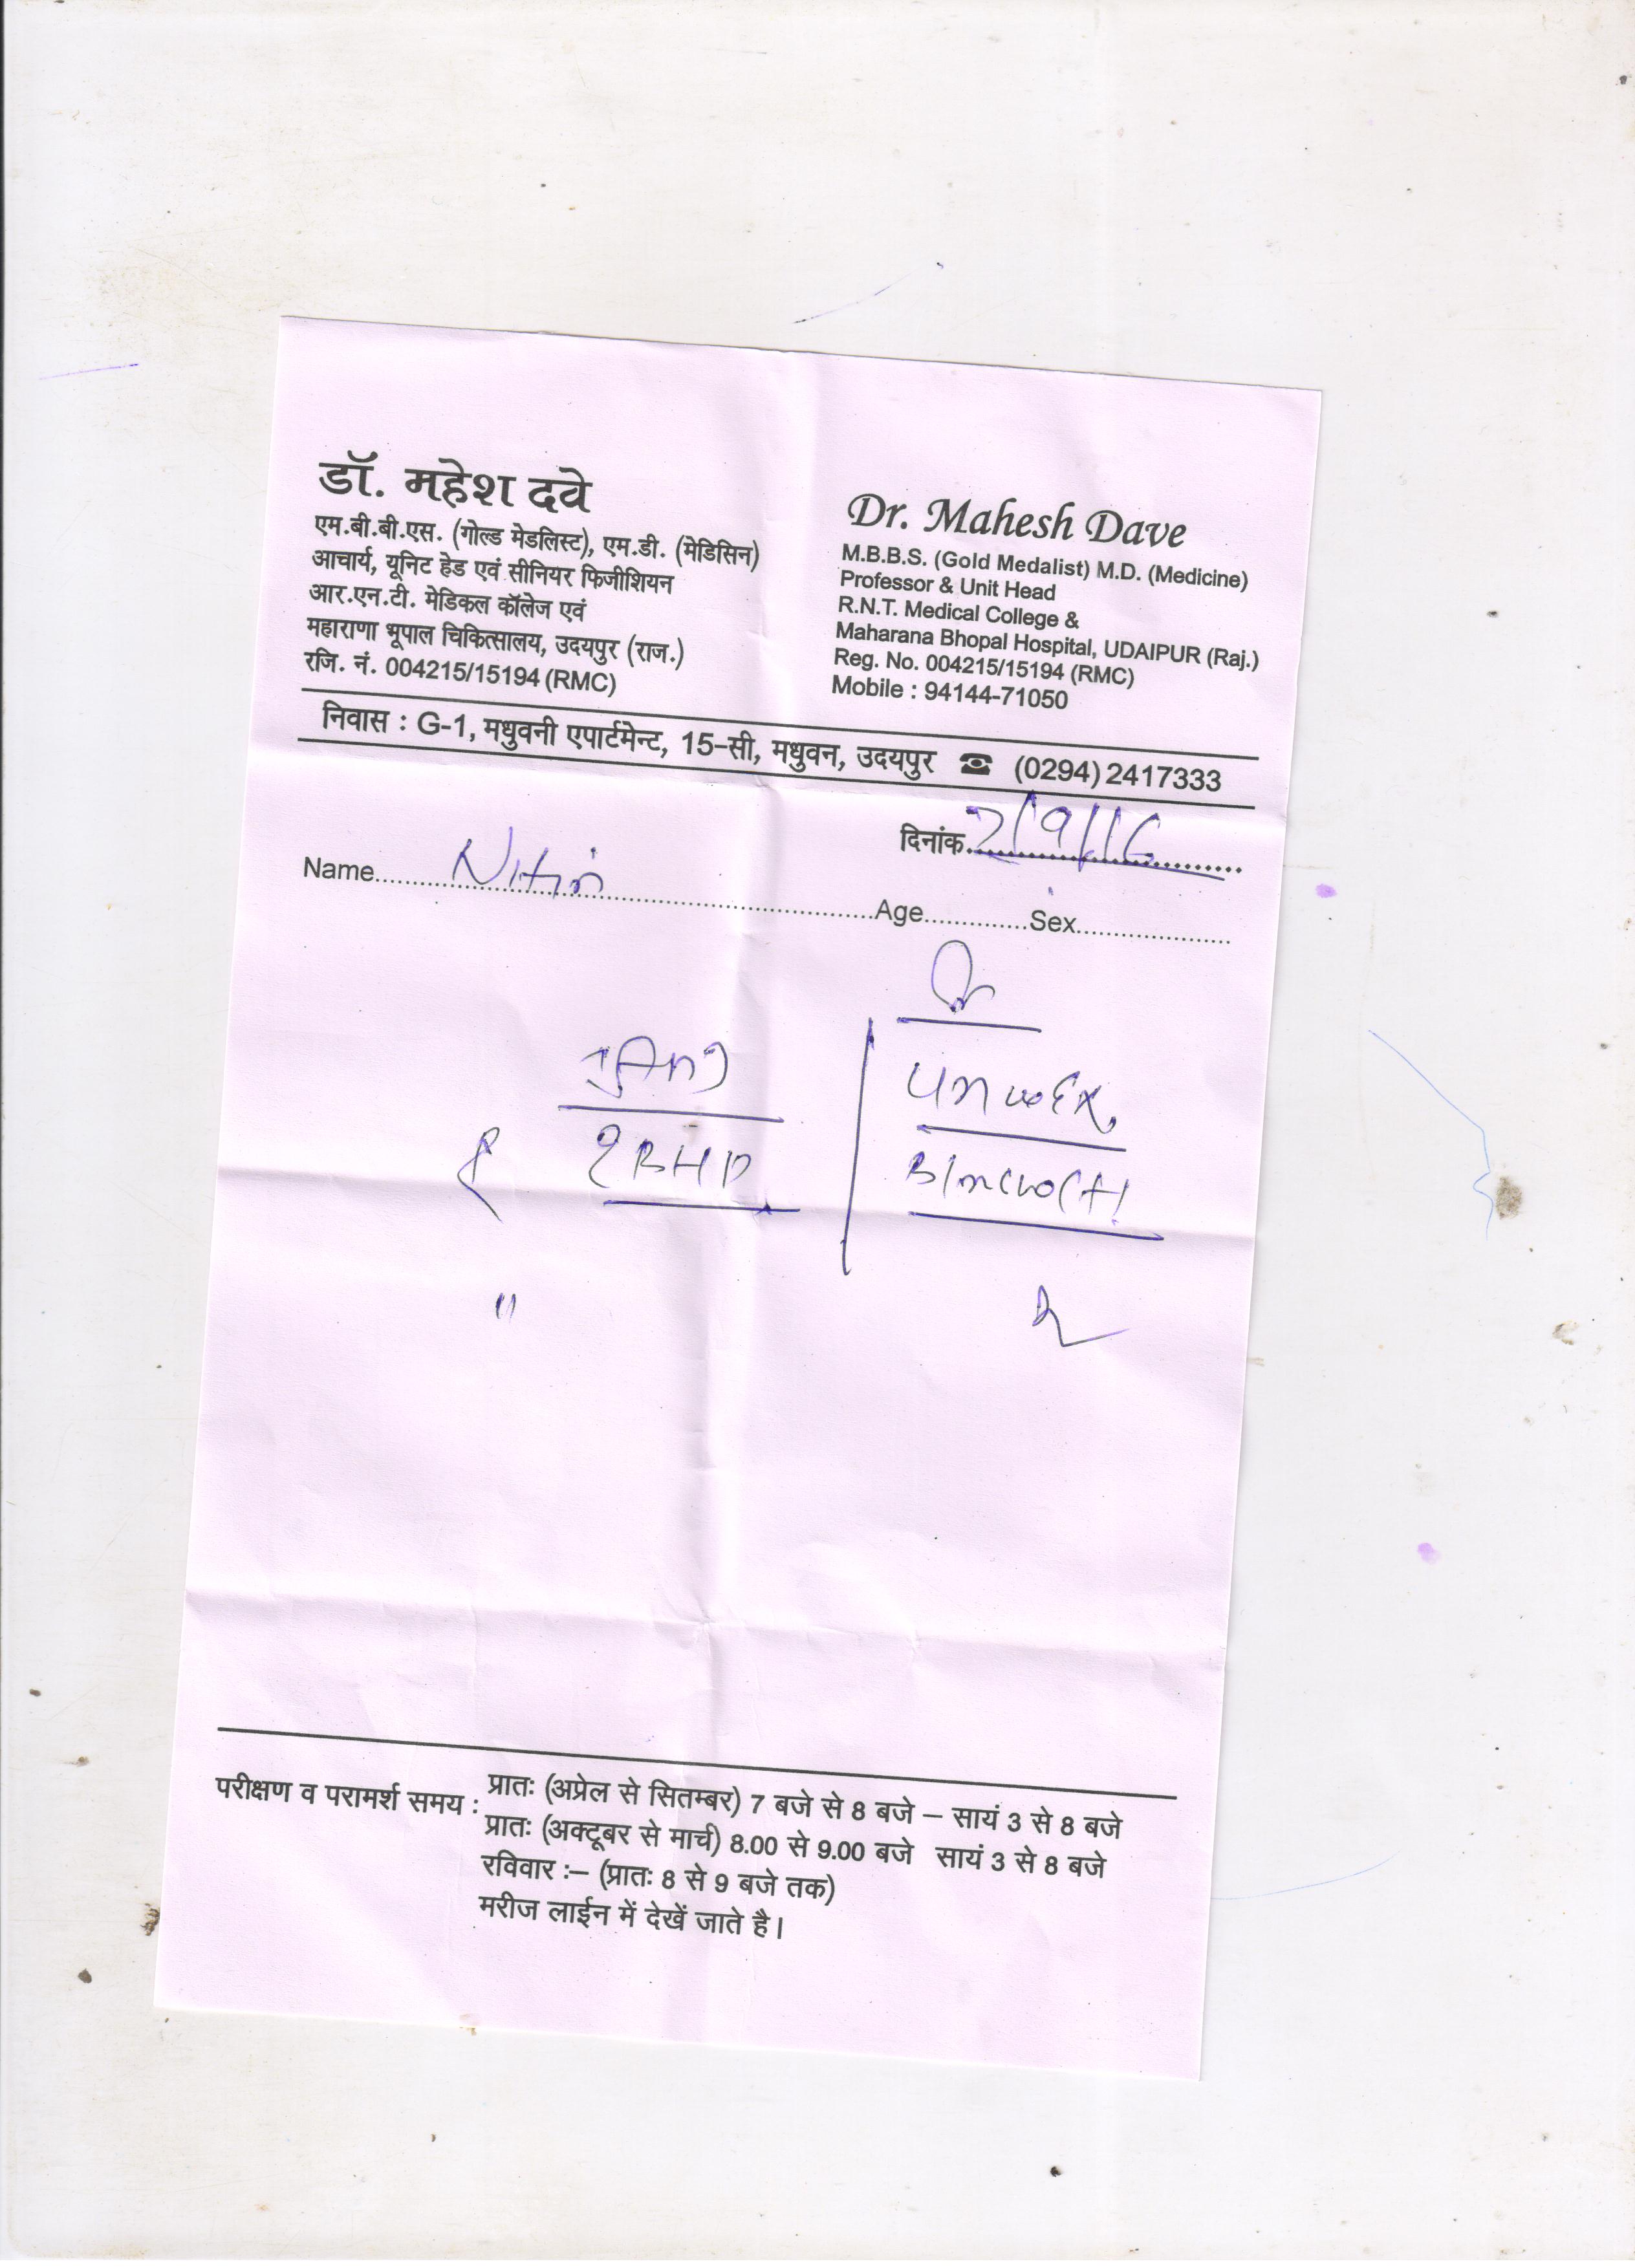 डॉ. महेश दवे
एम.बी.बी.एस. (गोल्ड मेडलिस्ट), एम.डी. (मेडिसिन)
आचार्य, यूनिट हेड एवं सीनियर फिजीशियन
आर.एन.टी. मेडिकल कॉलेज एवं
महाराणा भूपाल चिकित्सालय, उदयपुर (राज.)
रजि. नं. 004215/15194 (RMC)
Dr. Mahesh Dave
M.B.B.S. (Gold Medalist) M.D. (Medicine)
Professor & Unit Head
R.N.T. Medical College &
Maharana Bhopal Hospital, UDAIPUR (Raj.)
Reg. No. 004215/15194 (RMC)
Mobile : 94144-71050
निवास : G-1, मधुवनी एपार्टमेन्ट, 15-सी, मधुवन, उदयपुर ☎ (0294) 2417333
दिनांक 2/9/16
Name Nitin Age Sex
परीक्षण व परामर्श समय : प्रातः (अप्रेल से सितम्बर) 7 बजे से 8 बजे – सायं 3 से 8 बजे
प्रातः (अक्टूबर से मार्च) 8.00 से 9.00 बजे सायं 3 से 8 बजे
रविवार :– (प्रातः 8 से 9 बजे तक)
मरीज लाईन में देखें जाते है।